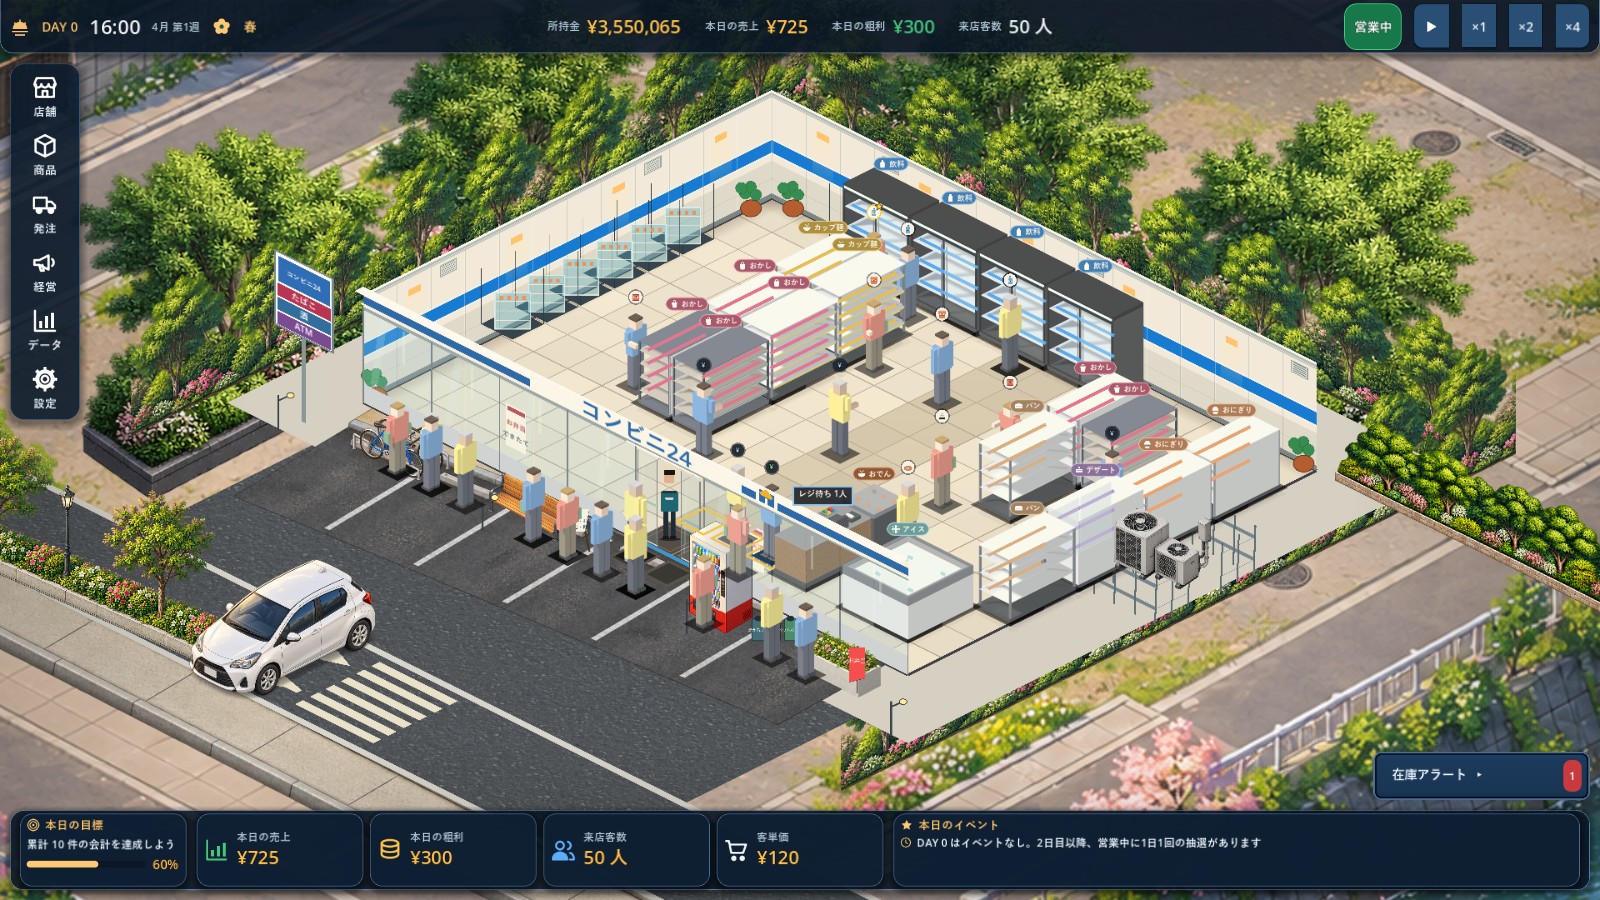 DAY 0 16:00 4月 第1週 春
所持金 ¥3,550,065 本日の売上 ¥725 本日の粗利 ¥300 来店客数 50 人
営業中 ×1 ×2 ×4
店舗
商品
発注
経営
データ
設定
飲料
飲料
飲料
飲料
カップ麺
カップ麺
おかし
おかし
おかし
おかし
おかし
おかし
コンビニ24
たばこ
酒
ATM
コンビニ24
お弁当
できたて
パン
おにぎり
おにぎり
デザート
おでん
レジ待ち 1人
パン
アイス
在庫アラート 1
本日の目標
累計 10 件の会計を達成しよう
60%
本日の売上
¥725
本日の粗利
¥300
来店客数
50 人
客単価
¥120
本日のイベント
DAY 0 はイベントなし。2日目以降、営業中に1日1回の抽選があります